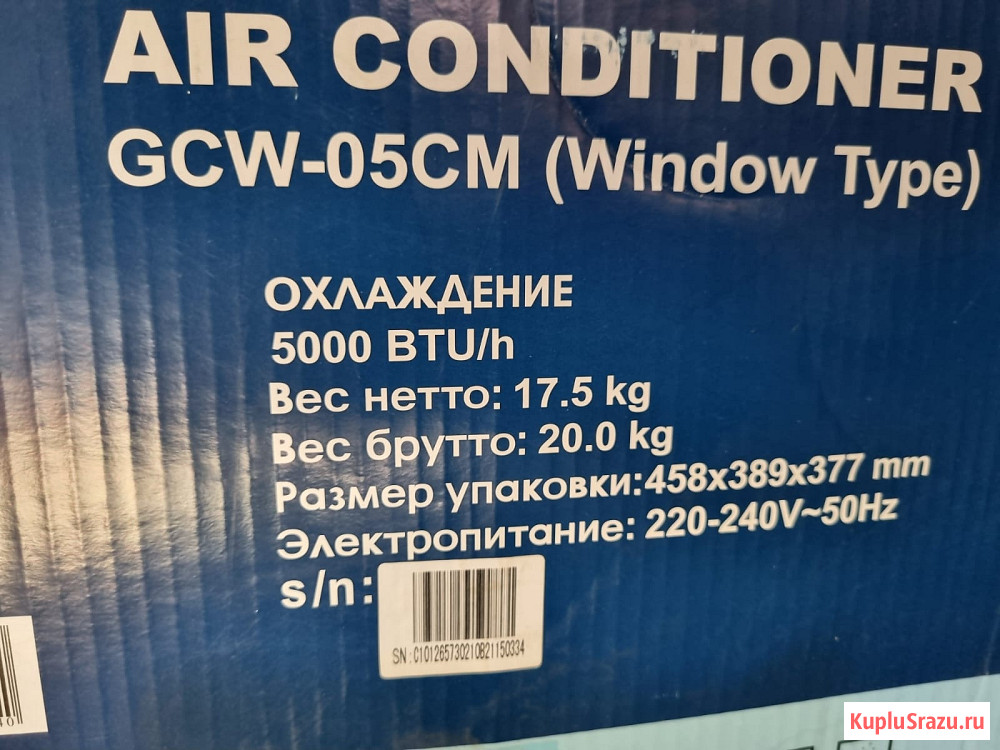 AIR CONDITIONER
GCW-05CM (Window Type)
ОХЛАЖДЕНИЕ
5000 BTU/h
Вес нетто: 17.5 kg
Вес брутто: 20.0 kg
Размер упаковки:458x389x377 mm
Электропитание: 220-240V~50Hz
s/n:
SN:C101265730210B21150334
KupluSrazu.ru